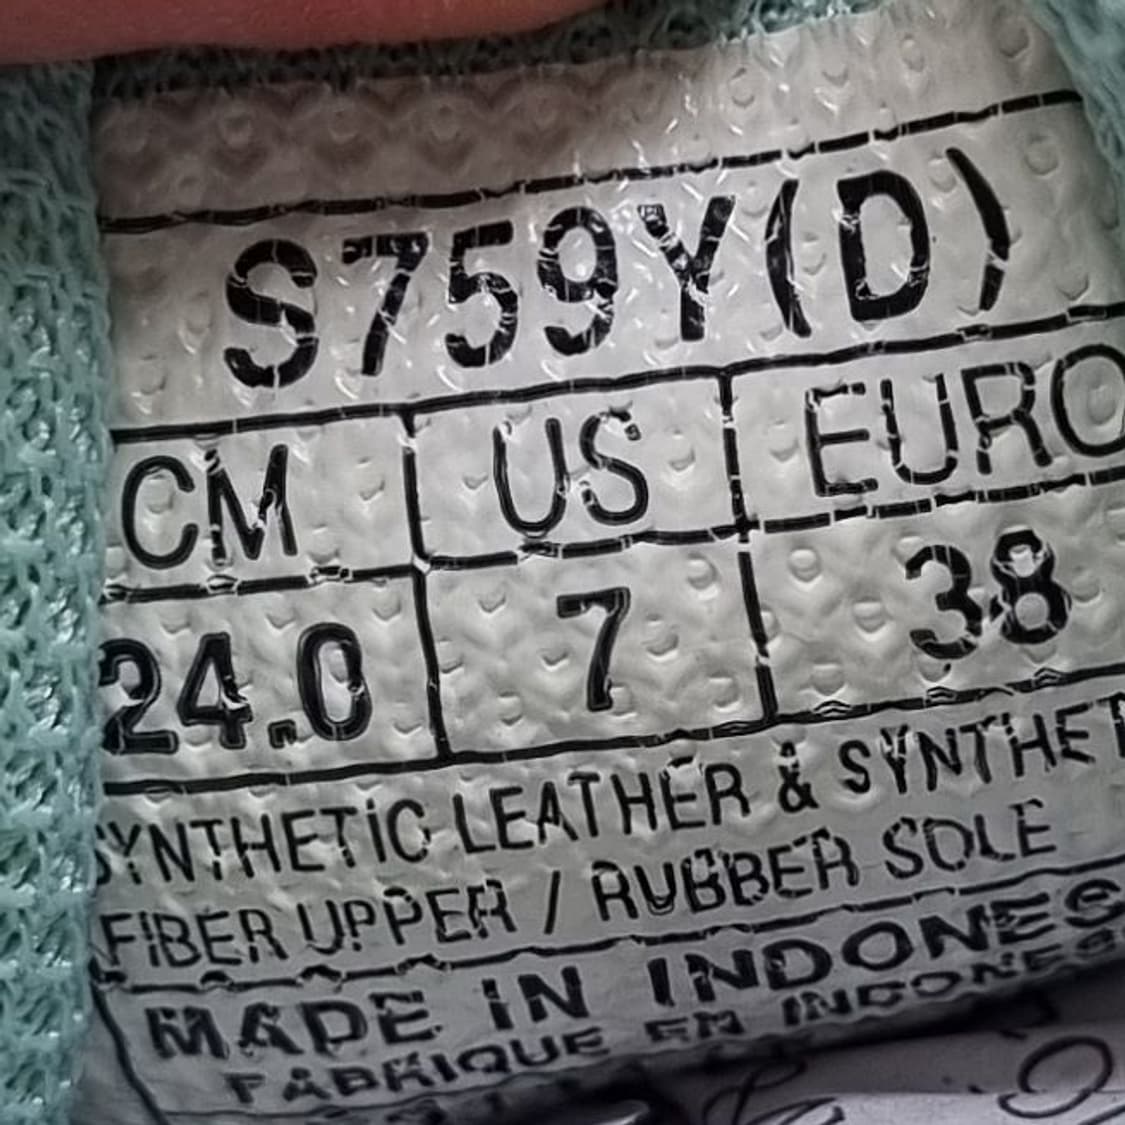 S759Y(D)
CM US EURO
24.0 7 38
SYNTHETIC LEATHER & SYNTHET
FIBER UPPER / RUBBER SOLE
MADE IN INDONES
FABRIQUE EN INDONES